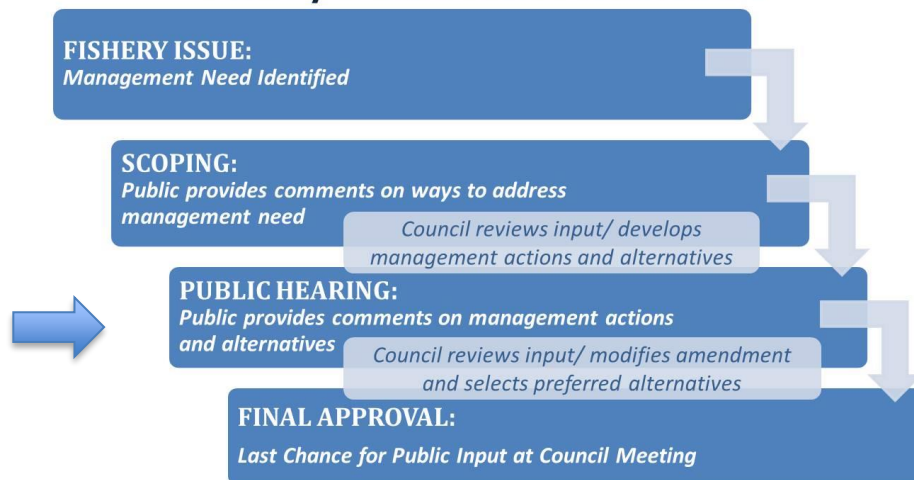 FISHERY ISSUE:
Management Need Identified
SCOPING:
Public provides comments on ways to address
management need
Council reviews input/ develops
management actions and alternatives
PUBLIC HEARING:
Public provides comments on management actions
and alternatives
Council reviews input/ modifies amendment
and selects preferred alternatives
FINAL APPROVAL:
Last Chance for Public Input at Council Meeting